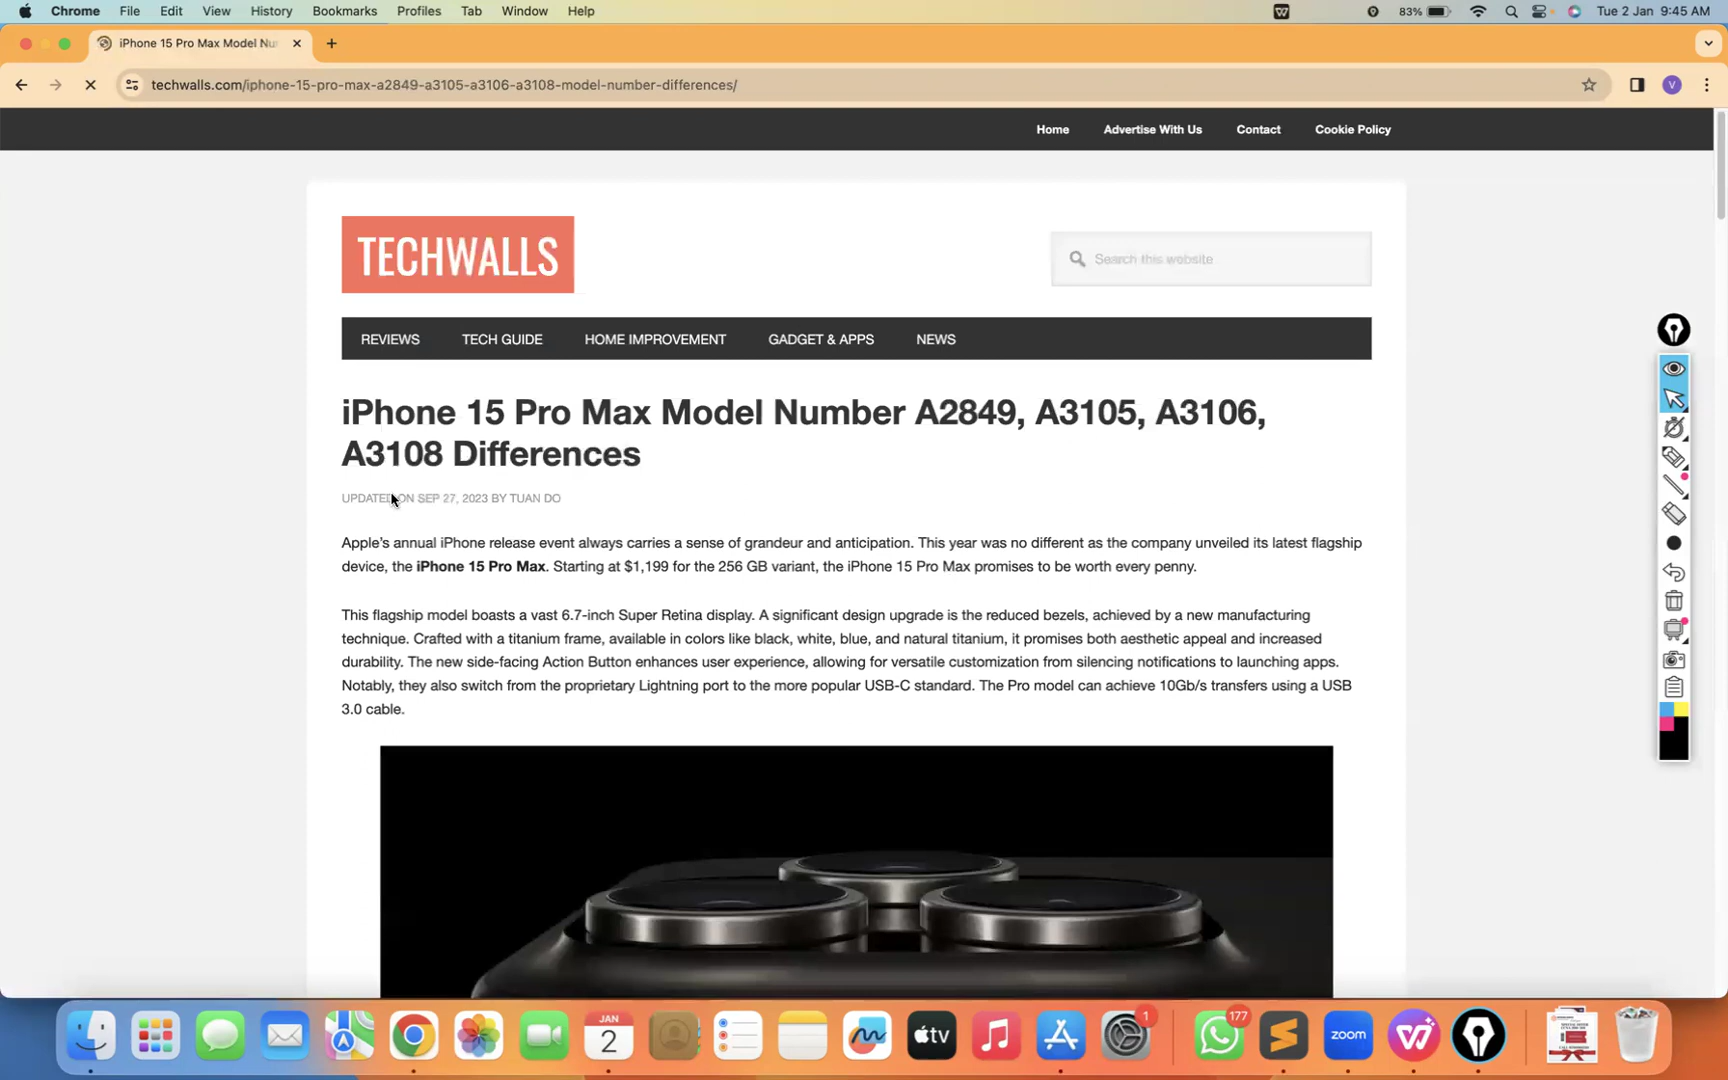 Chrome File Edit View History Bookmarks Profiles Tab Window Help 83% Tue 2 Jan 9:45 AM
iPhone 15 Pro Max Model Nu
techwalls.com/iphone-15-pro-max-a2849-a3105-a3106-a3108-model-number-differences/ V
Home Advertise With Us Contact Cookie Policy
TECHWALLS
Search this website
REVIEWS TECH GUIDE HOME IMPROVEMENT GADGET & APPS NEWS
iPhone 15 Pro Max Model Number A2849, A3105, A3106,
A3108 Differences
UPDATED ON SEP 27, 2023 BY TUAN DO
Apple’s annual iPhone release event always carries a sense of grandeur and anticipation. This year was no different as the company unveiled its latest flagship
device, the iPhone 15 Pro Max. Starting at $1,199 for the 256 GB variant, the iPhone 15 Pro Max promises to be worth every penny.
This flagship model boasts a vast 6.7-inch Super Retina display. A significant design upgrade is the reduced bezels, achieved by a new manufacturing
technique. Crafted with a titanium frame, available in colors like black, white, blue, and natural titanium, it promises both aesthetic appeal and increased
durability. The new side-facing Action Button enhances user experience, allowing for versatile customization from silencing notifications to launching apps.
Notably, they also switch from the proprietary Lightning port to the more popular USB-C standard. The Pro model can achieve 10Gb/s transfers using a USB
3.0 cable.
JAN
2
tv
1
177
zoom